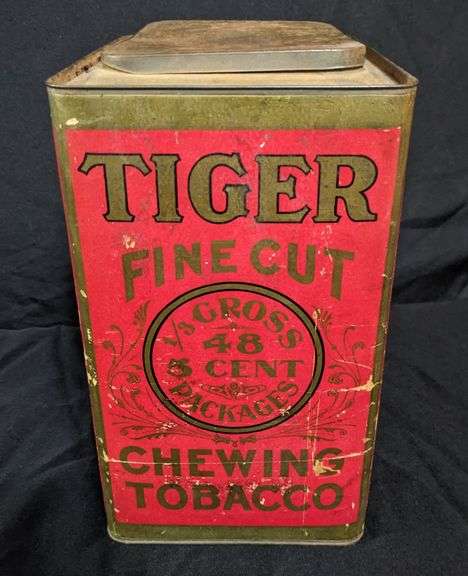 TIGER
FINE CUT
1/3 GROSS
48
5 CENT
PACKAGES
CHEWING
TOBACCO